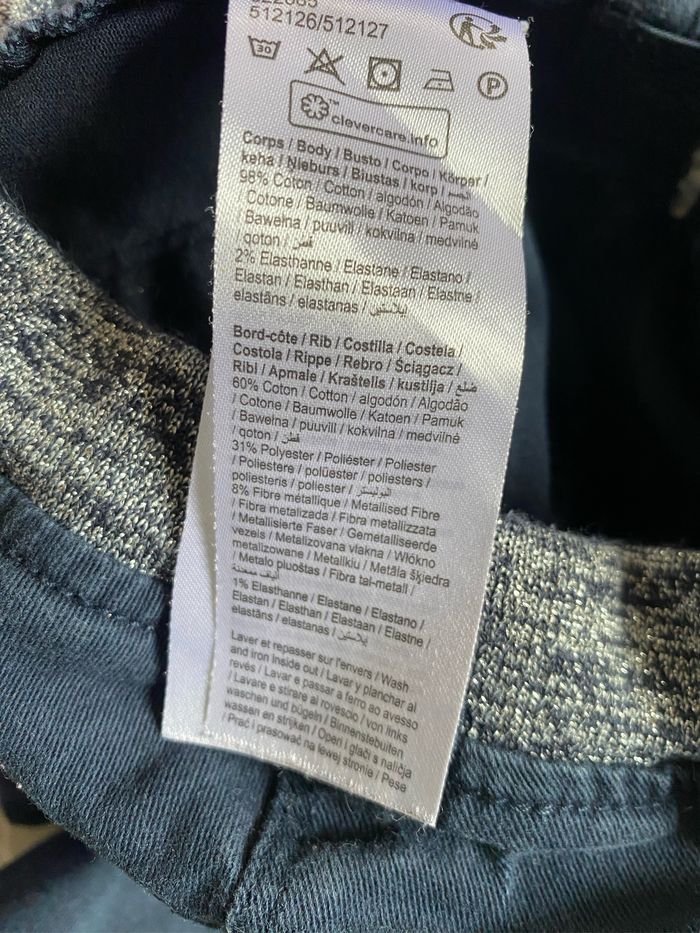 512126/512127
30
P
clevercare.info
Corps / Body / Busto / Corpo / Körper /
keha / Ķieburs / Biustas / korp / الجسم
98% Coton / Cotton / algodón / Algodão
Cotone / Baumwolle / Katoen / Pamuk
Bawełna / puuvill / kokvilna / medvilnė
qoton / قطن
2% Elasthanne / Elastane / Elastano /
Elastan / Elasthan / Elastaan / Elastne /
elastāns / elastanas / إيلاستين
Bord-côte / Rib / Costilla / Costela /
Costola / Rippe / Rebro / Ściągacz /
RibI / Apmale / Kraštelis / kustilja / ضلع
60% Coton / Cotton / algodón / Algodão
/ Cotone / Baumwolle / Katoen / Pamuk
/ Bawełna / puuvill / kokvilna / medvilnė
/ qoton / قطن
31% Polyester / Poliéster / Poliester
/ Poliestere / polüester / poliesters /
poliesteris / poliester / البوليستر
8% Fibre métallique / Metallised Fibre
/ Fibra metalizada / Fibra metallizzata
/ Metallisierte Faser / Gemetalliseerde
vezels / Metalizovana vlakna / Włókno
metalizowane / Metalikiu / Metāla šķiedra
/ Metalo pluoštas / Fibra tal-metall /
ألياف معدنية
1% Elasthanne / Elastane / Elastano /
Elastan / Elasthan / Elastaan / Elastne /
elastāns / elastanas / إيلاستين
Laver et repasser sur l'envers / Wash
and iron inside out / Lavar y planchar al
revés / Lavar e passar a ferro ao avesso
/ Lavare e stirare al rovescio / von links
waschen und bügeln / Binnenstebuiten
wassen en strijken / Operi i glači s naličja
/ Prać i prasować na lewej stronie / Pese